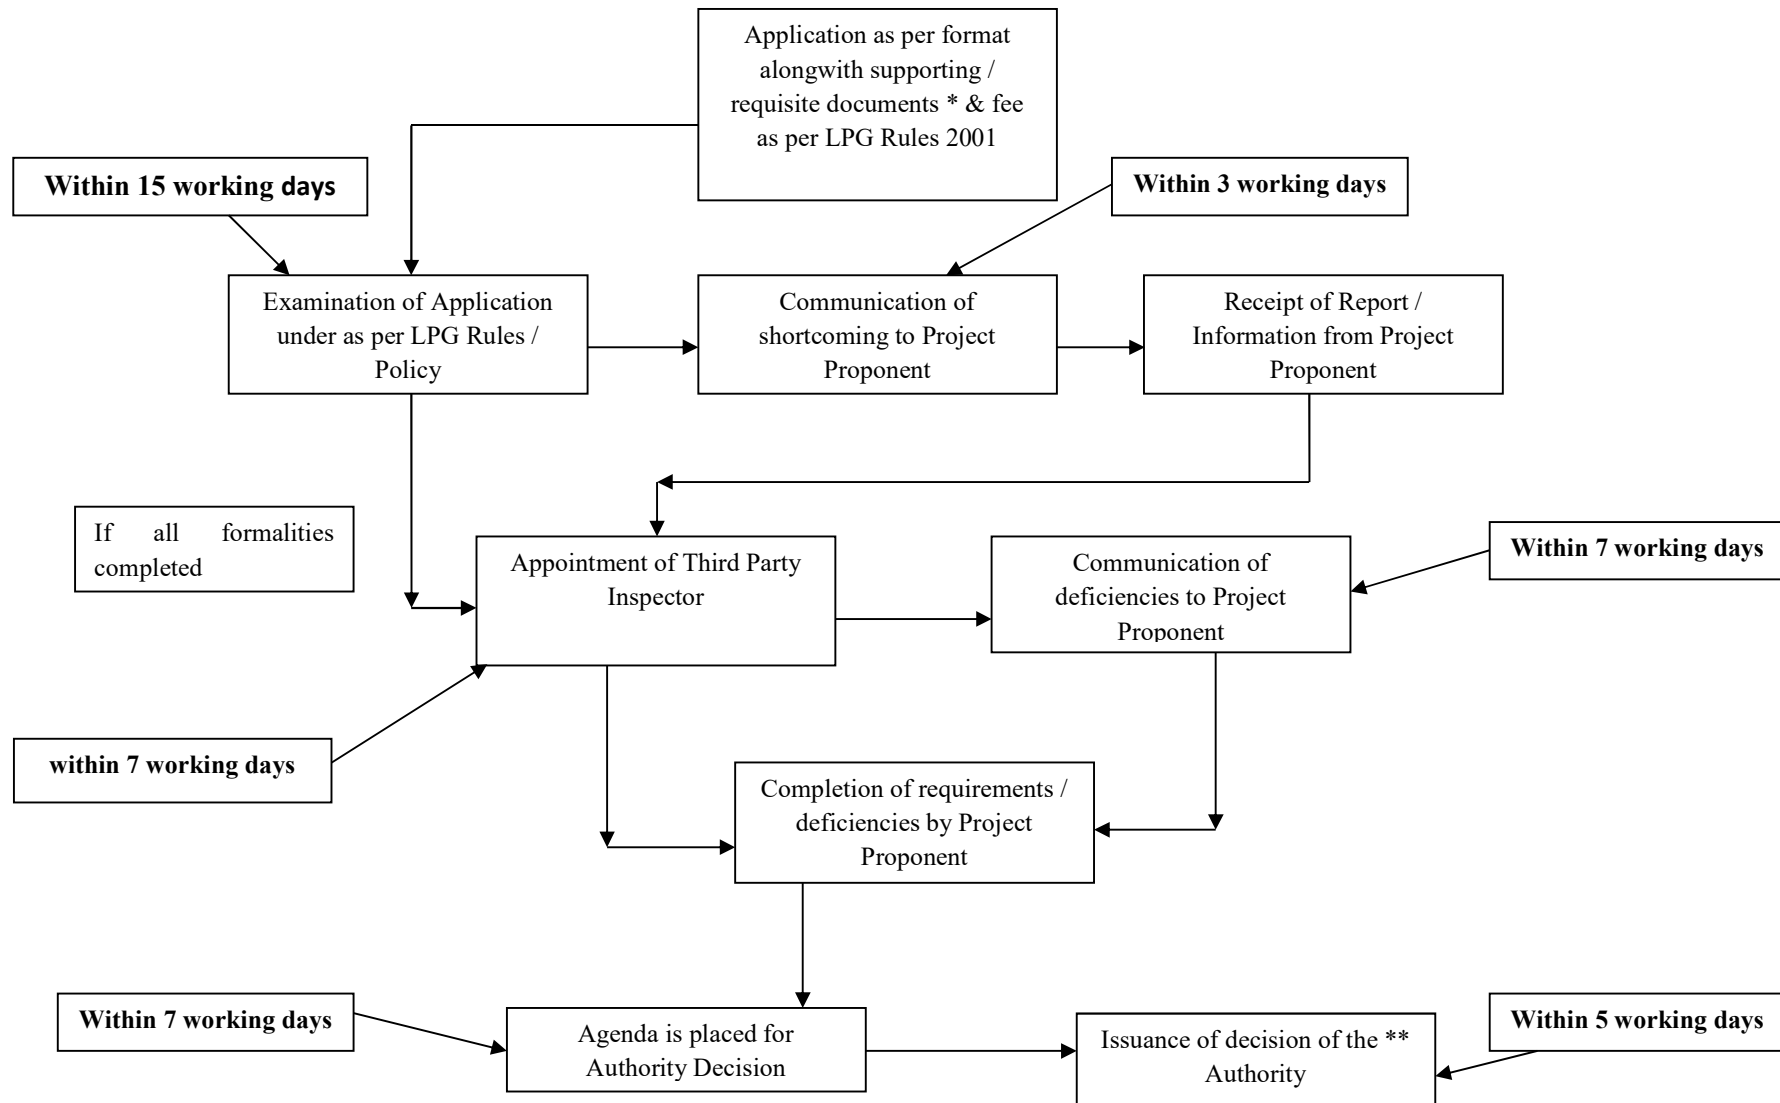 Application as per format
alongwith supporting /
requisite documents * & fee
as per LPG Rules 2001
Within 15 working days
Within 3 working days
Examination of Application
under as per LPG Rules /
Policy
Communication of
shortcoming to Project
Proponent
Receipt of Report /
Information from Project
Proponent
If all formalities
completed
Appointment of Third Party
Inspector
Communication of
deficiencies to Project
Proponent
Within 7 working days
within 7 working days
Completion of requirements /
deficiencies by Project
Proponent
Within 7 working days
Agenda is placed for
Authority Decision
Issuance of decision of the **
Authority
Within 5 working days